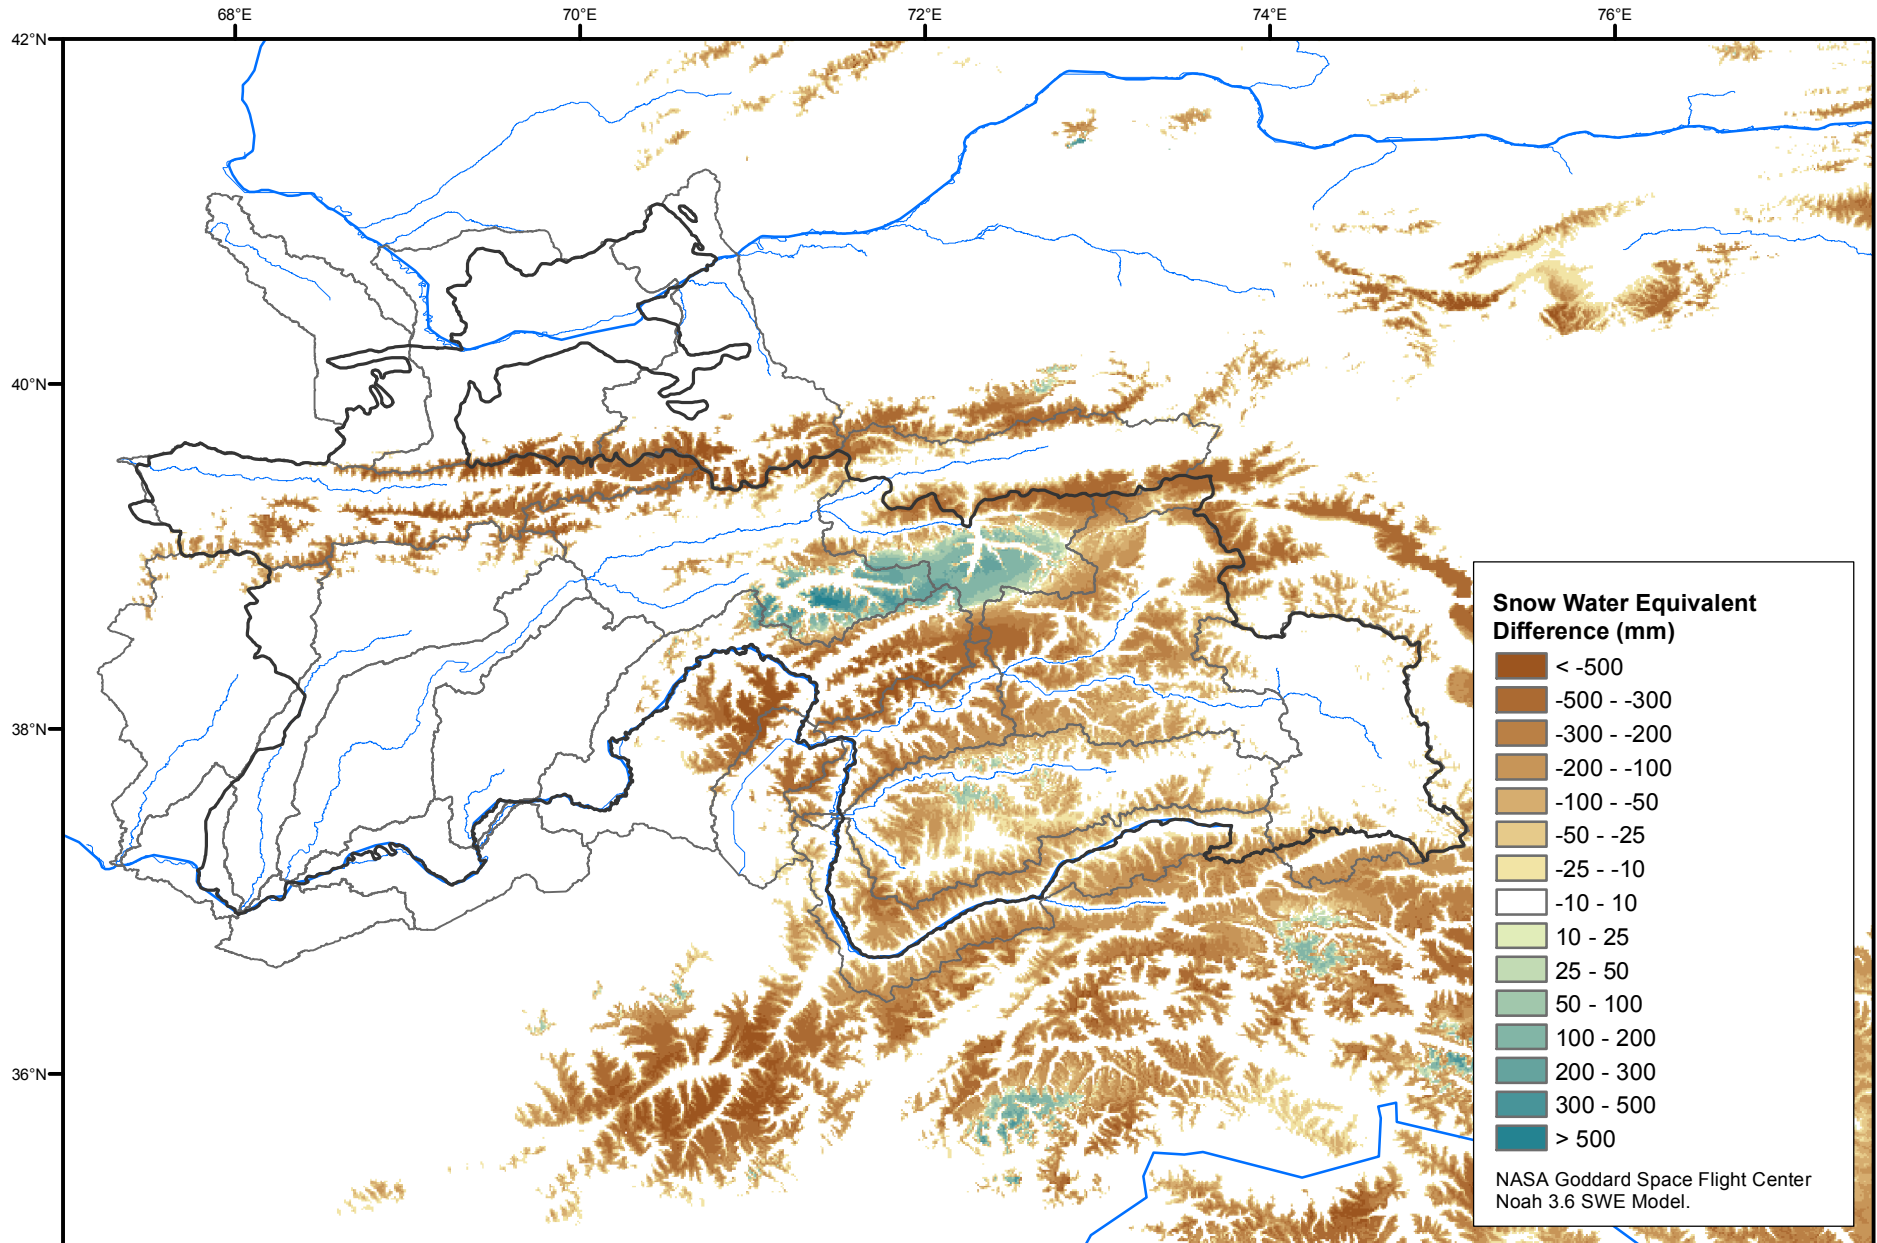 68°E
70°E
72°E
74°E
76°E
42°N
40°N
38°N
36°N
Snow Water Equivalent
Difference (mm)
< -500
-500 - -300
-300 - -200
-200 - -100
-100 - -50
-50 - -25
-25 - -10
-10 - 10
10 - 25
25 - 50
50 - 100
100 - 200
200 - 300
300 - 500
> 500
NASA Goddard Space Flight Center
Noah 3.6 SWE Model.